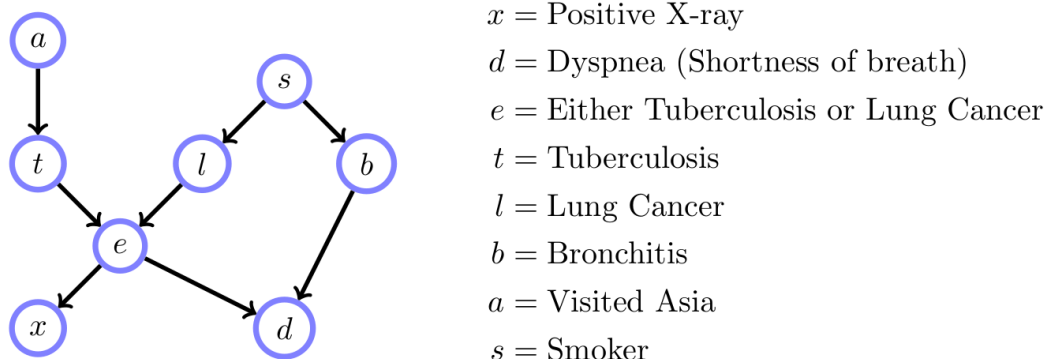 a
s
t
l
b
e
x
d
x = Positive X-ray
d = Dyspnea (Shortness of breath)
e = Either Tuberculosis or Lung Cancer
t = Tuberculosis
l = Lung Cancer
b = Bronchitis
a = Visited Asia
s = Smoker